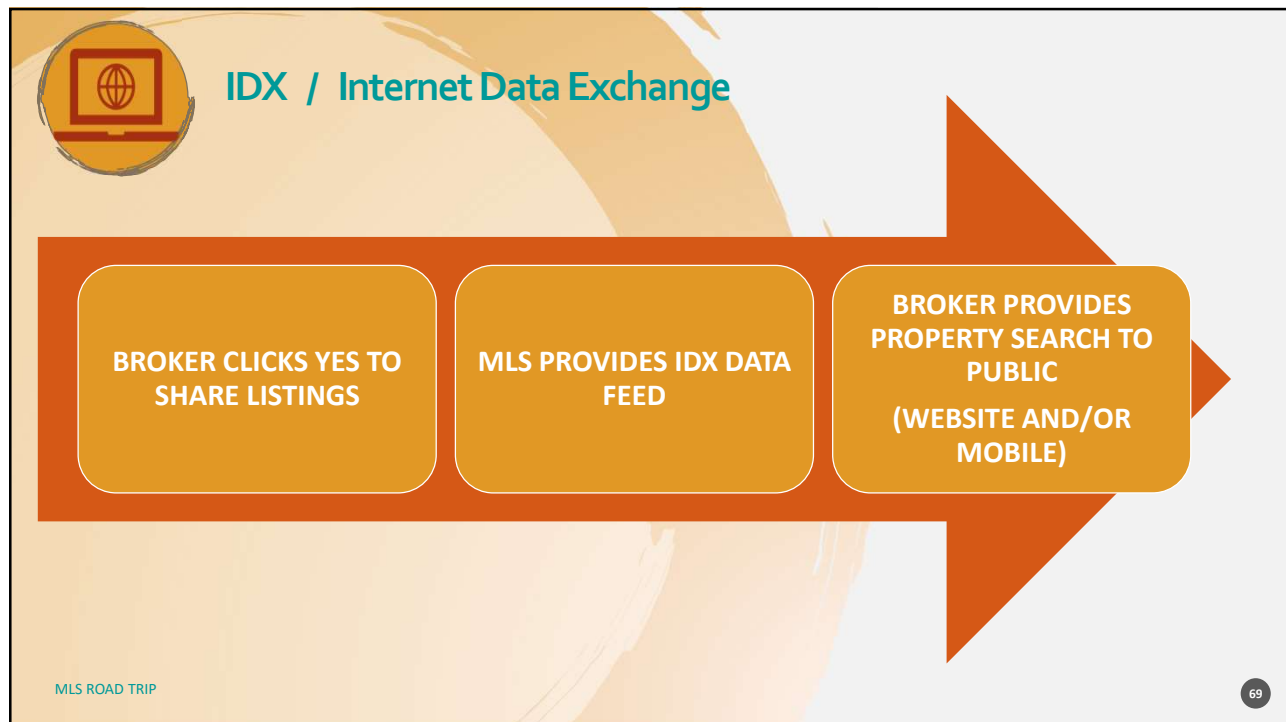 IDX / Internet Data Exchange
BROKER CLICKS YES TO
SHARE LISTINGS
MLS PROVIDES IDX DATA
FEED
BROKER PROVIDES
PROPERTY SEARCH TO
PUBLIC
(WEBSITE AND/OR
MOBILE)
MLS ROAD TRIP
69